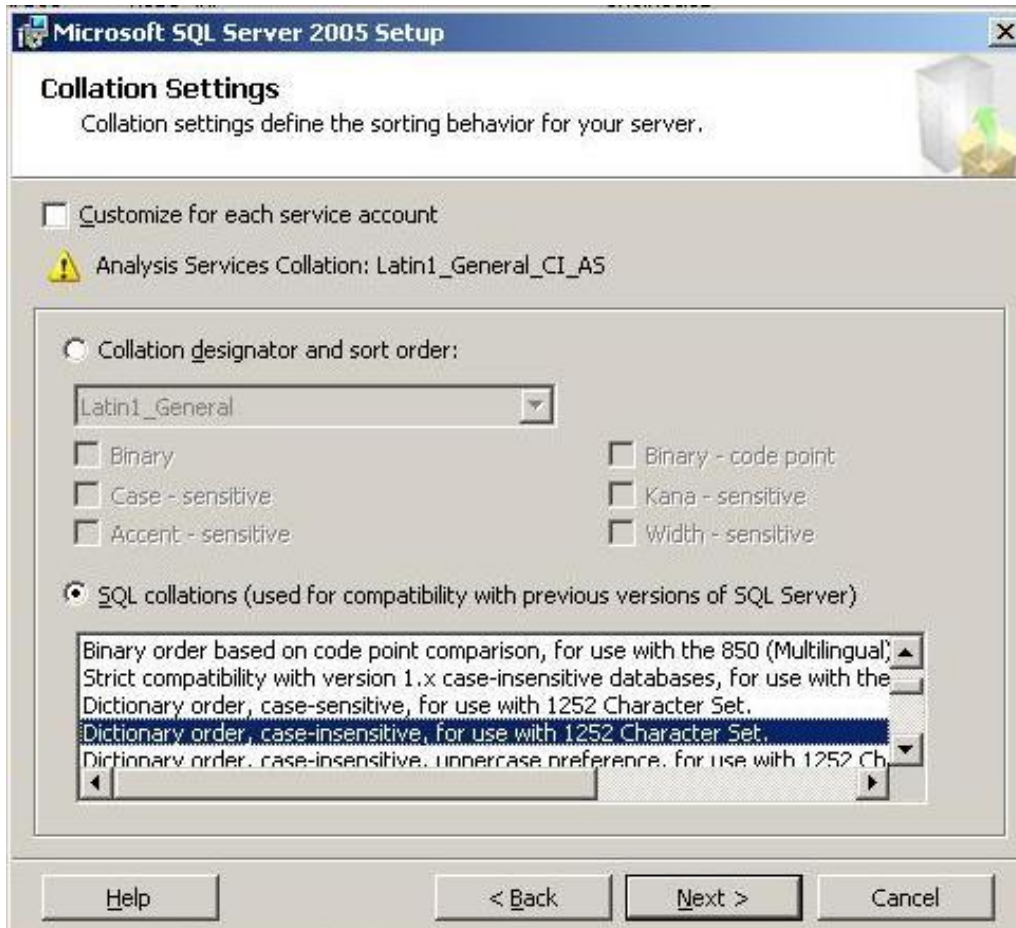 Microsoft SQL Server 2005 Setup
Collation Settings
Collation settings define the sorting behavior for your server.
Customize for each service account
Analysis Services Collation: Latin1_General_CI_AS
Collation designator and sort order:
Latin1_General
Binary
Binary - code point
Case - sensitive
Kana - sensitive
Accent - sensitive
Width - sensitive
SQL collations (used for compatibility with previous versions of SQL Server)
Binary order based on code point comparison, for use with the 850 (Multilingual)
Strict compatibility with version 1.x case-insensitive databases, for use with the
Dictionary order, case-sensitive, for use with 1252 Character Set.
Dictionary order, case-insensitive, for use with 1252 Character Set.
Dictionary order, case-insensitive, uppercase preference, for use with 1252 Ch
Help
< Back
Next >
Cancel